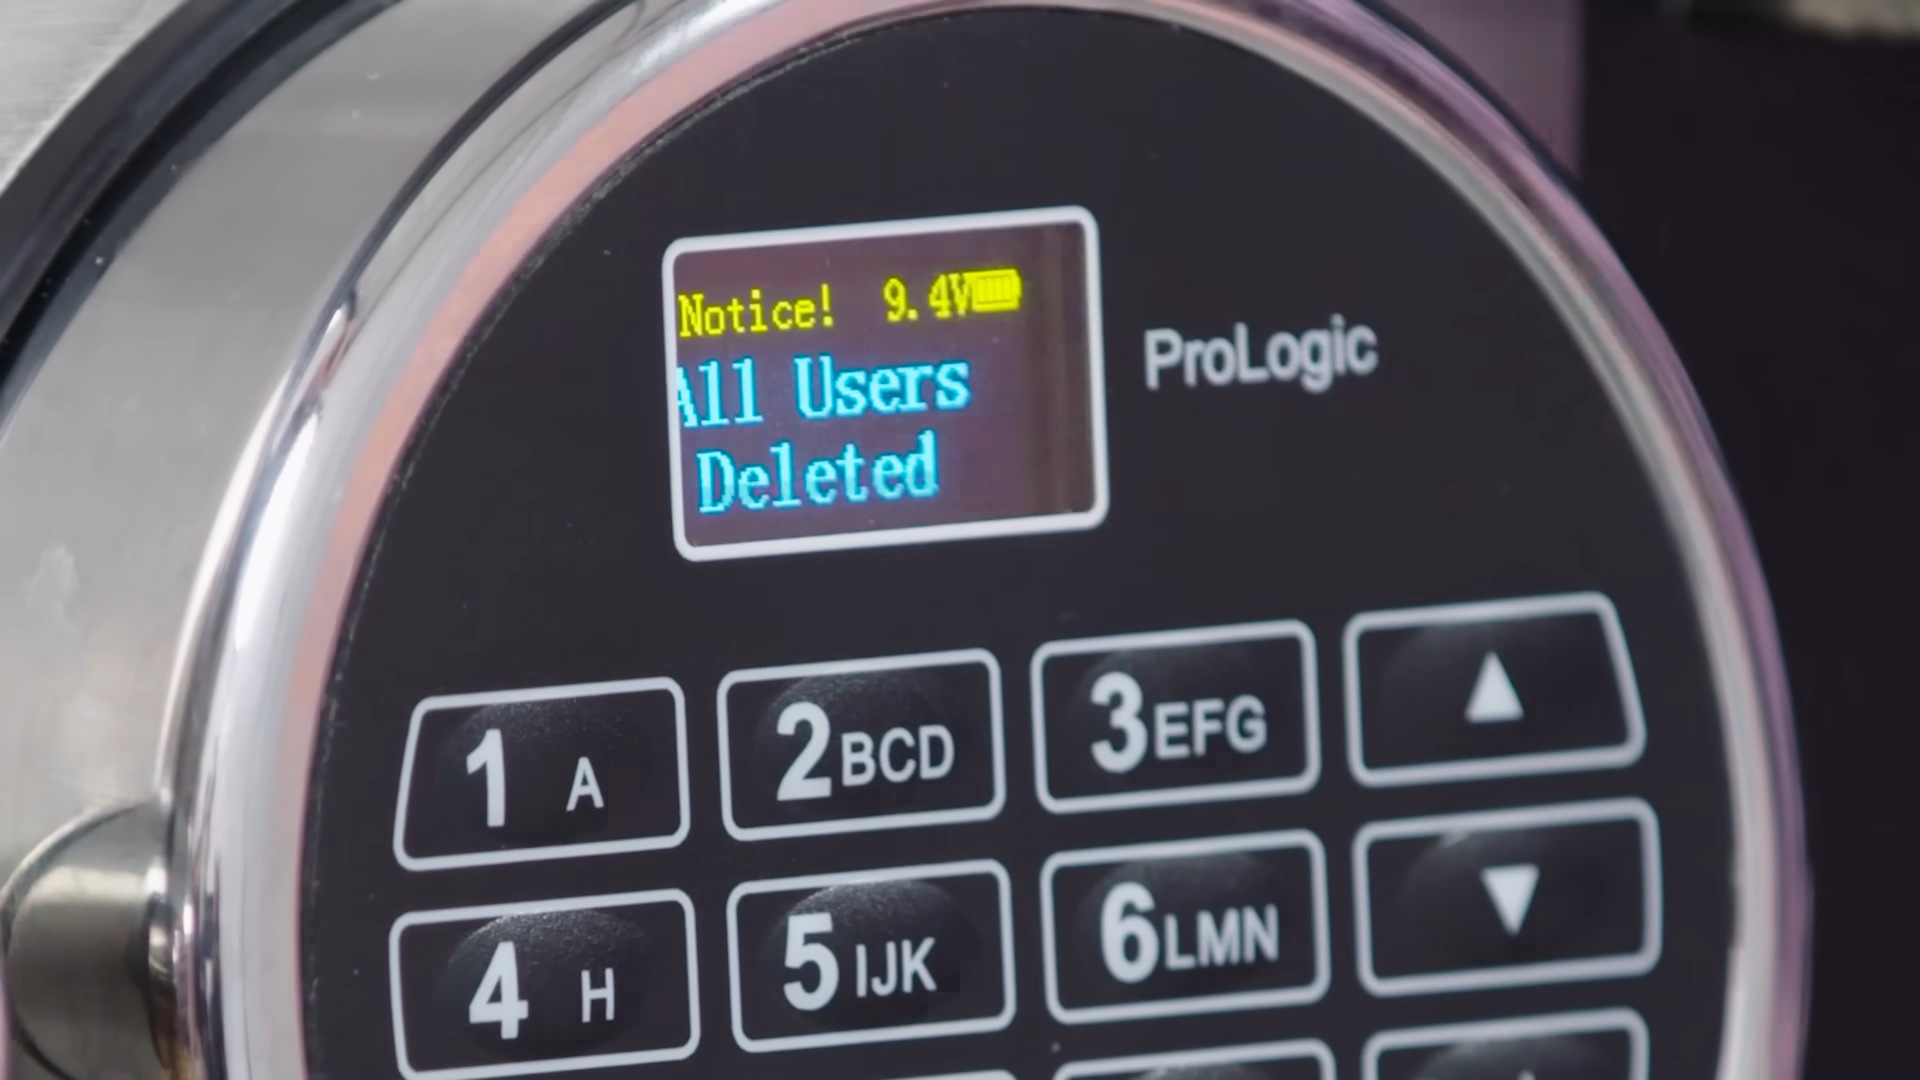 Notice! 9.4V
All Users
Deleted
ProLogic
1 A
2 BCD
3 EFG
4 H
5 IJK
6 LMN